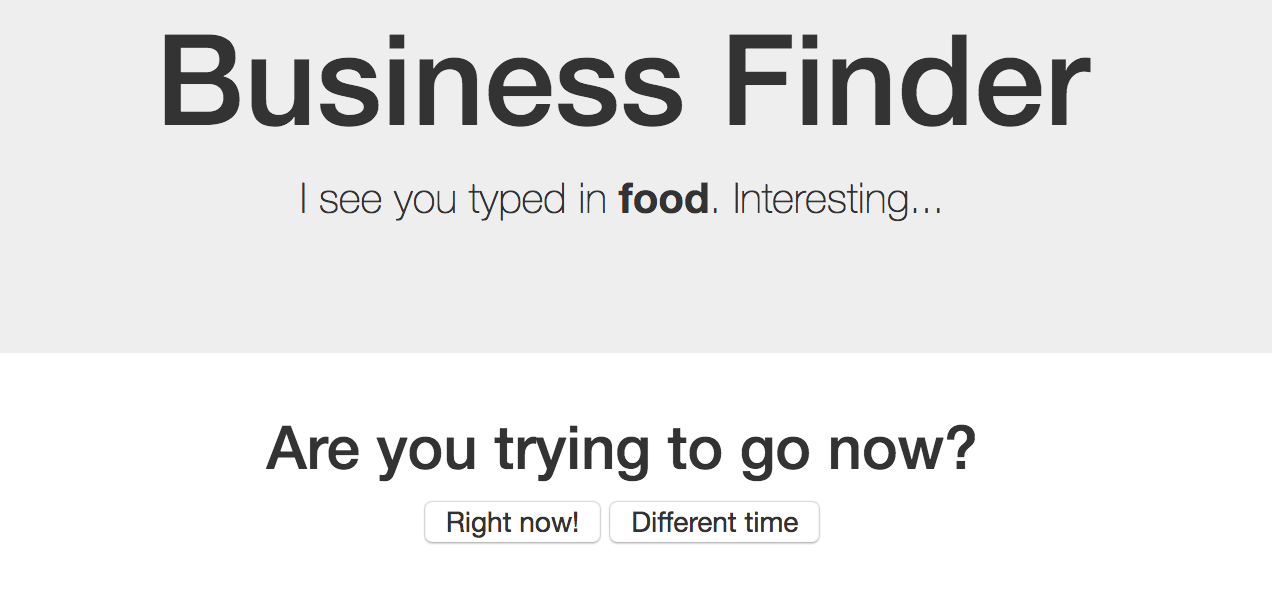 Business Finder
I see you typed in food. Interesting...
Are you trying to go now?
Right now! Different time